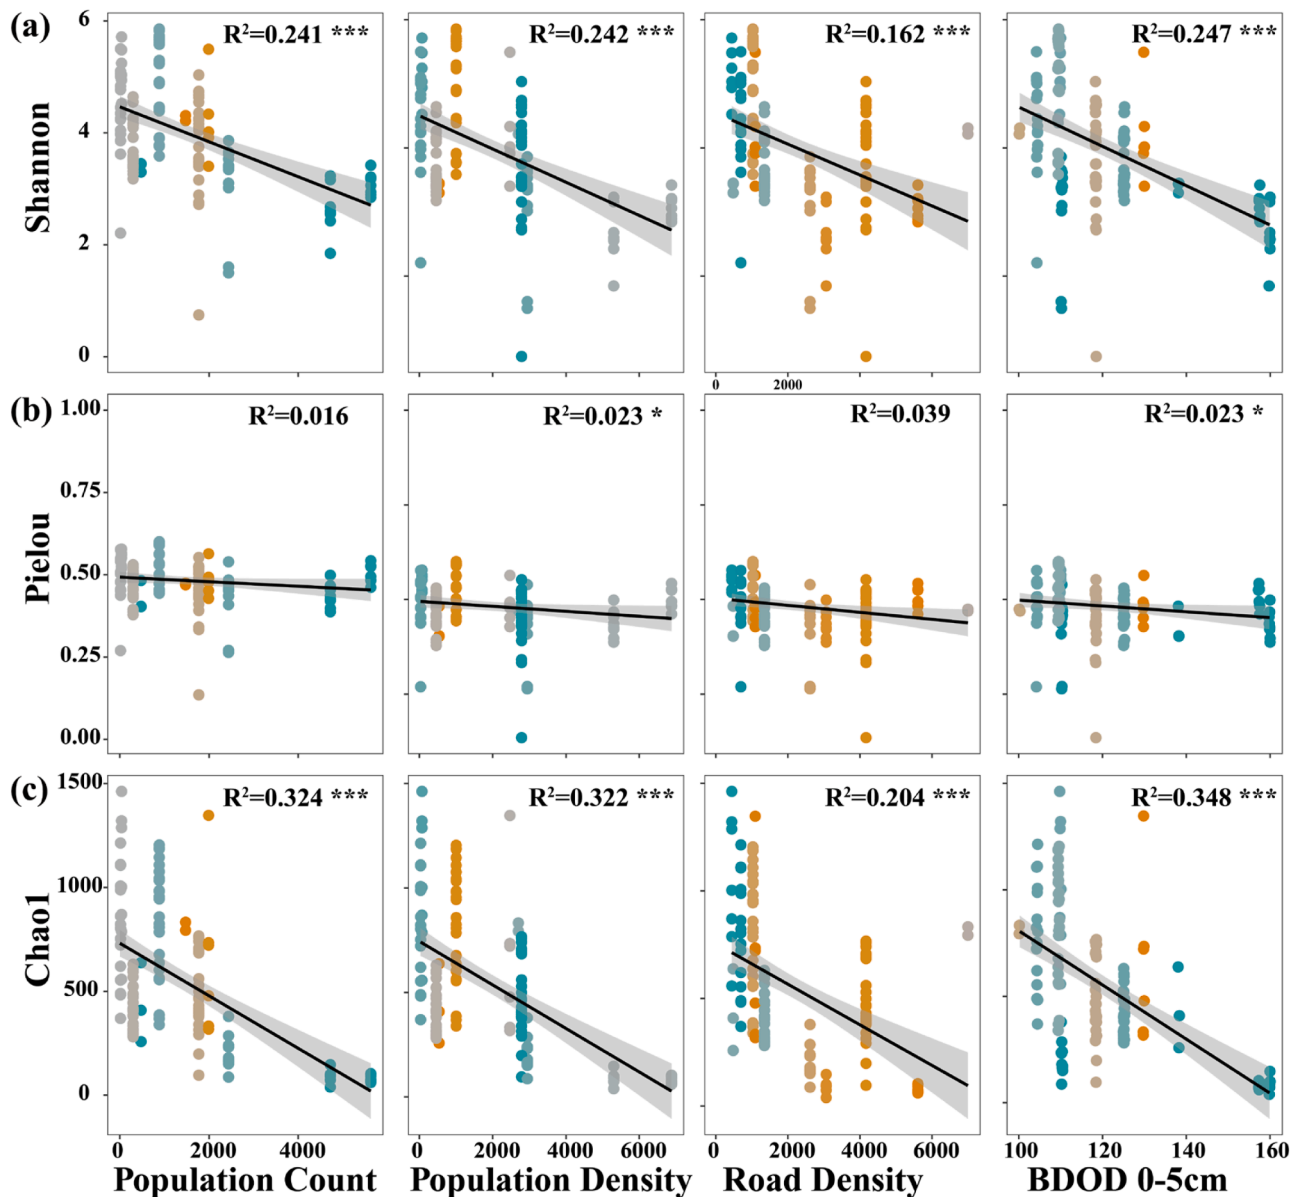 (a)
Shannon
6
4
2
0
R²=0.241 ***
R²=0.242 ***
R²=0.162 ***
R²=0.247 ***
0
2000
(b)
Pielou
1.00
0.75
0.50
0.25
0.00
R²=0.016
R²=0.023 *
R²=0.039
R²=0.023 *
(c)
Chao1
1500
1000
500
0
R²=0.324 ***
R²=0.322 ***
R²=0.204 ***
R²=0.348 ***
0 2000 4000
0 2000 4000 6000
0 2000 4000 6000
100 120 140 160
Population Count
Population Density
Road Density
BDOD 0-5cm